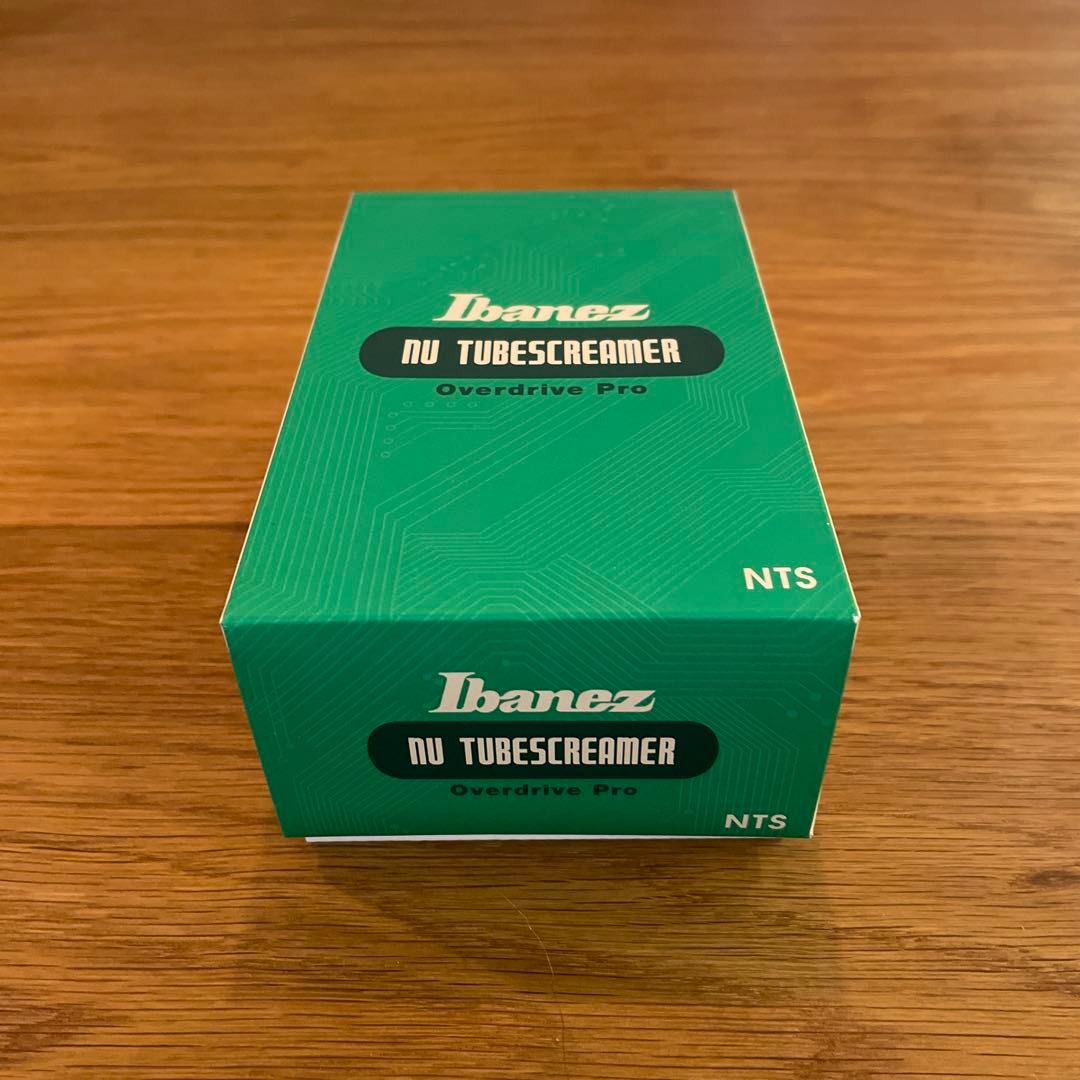 Ibanez
NU TUBESCREAMER
Overdrive Pro
NTS
Ibanez
NU TUBESCREAMER
Overdrive Pro
NTS